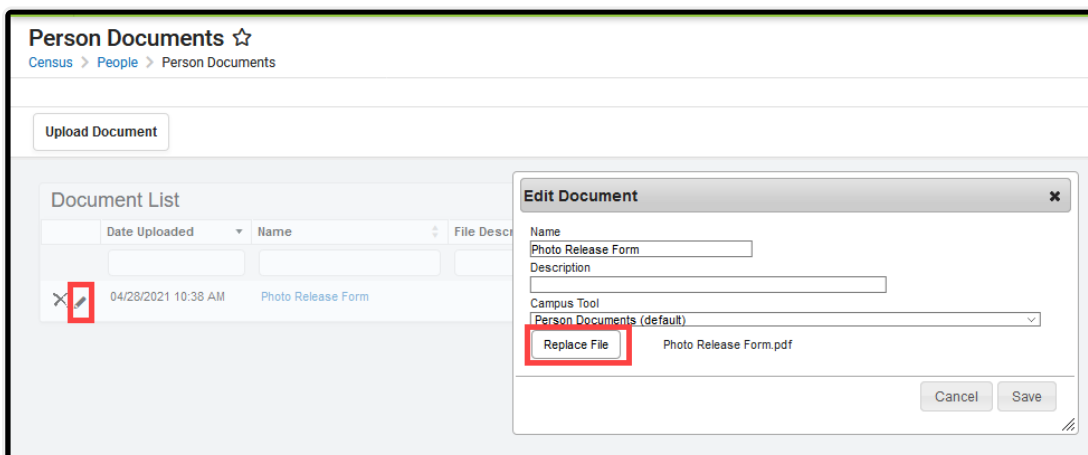 Person Documents
Census > People > Person Documents
Upload Document
Document List
Date Uploaded Name File Descr
04/28/2021 10:38 AM Photo Release Form
Edit Document
Name
Photo Release Form
Description
Campus Tool
Person Documents (default)
Replace File Photo Release Form.pdf
Cancel Save